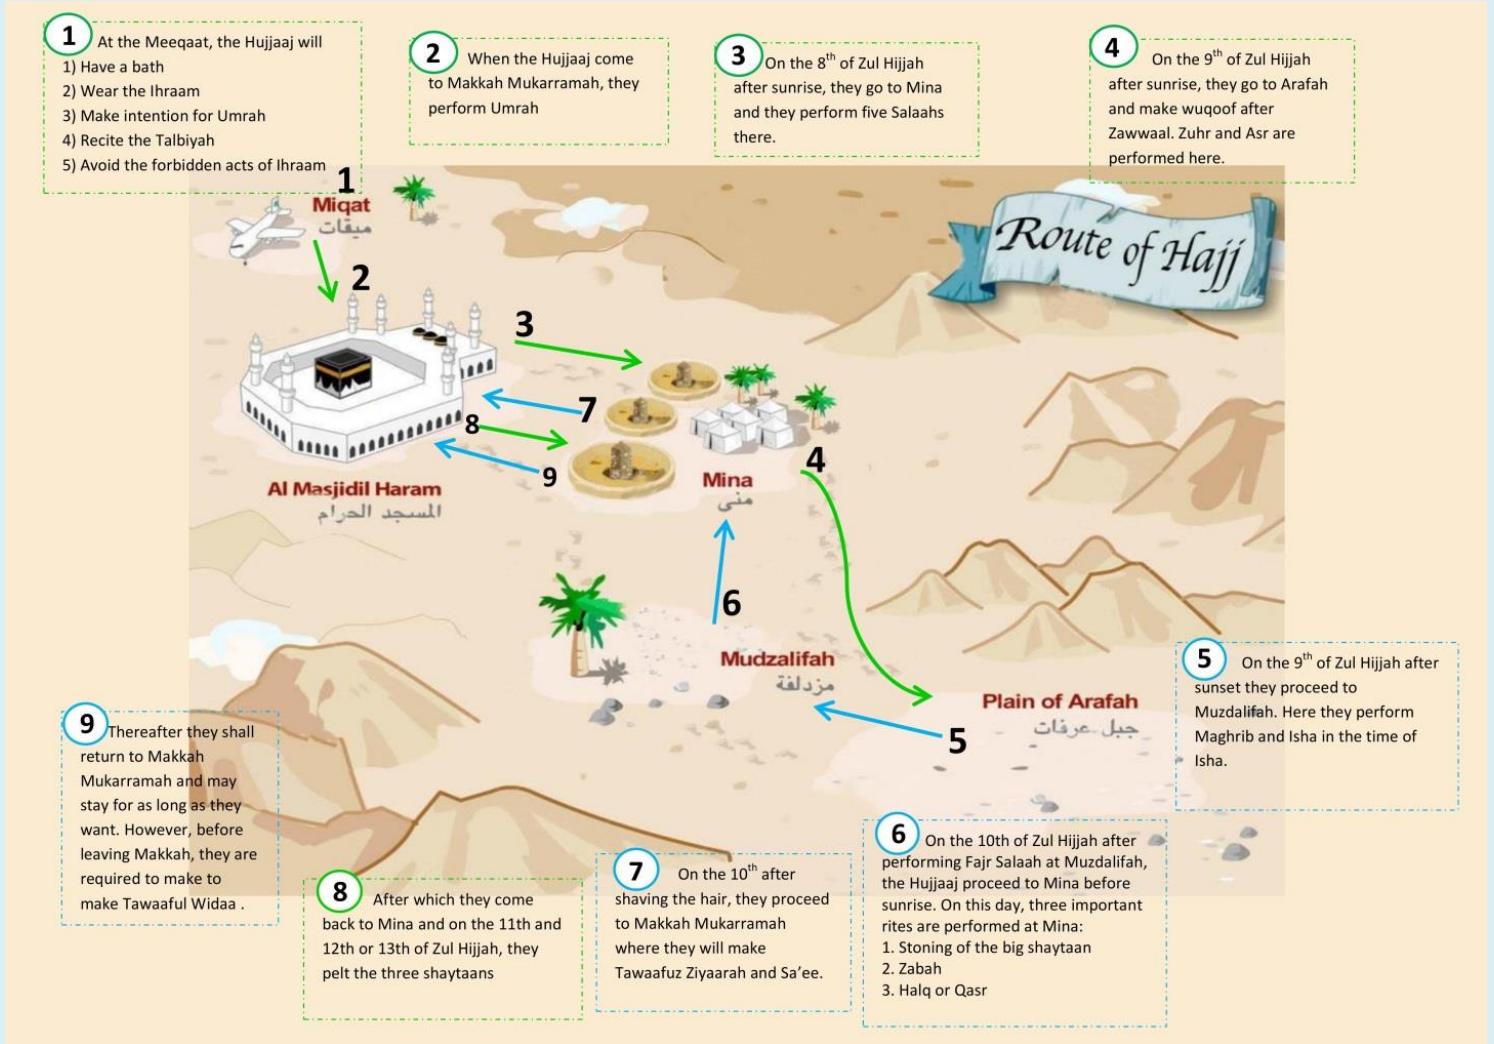 1 At the Meeqaat, the Hujjaaj will
1) Have a bath
2) Wear the Ihraam
3) Make intention for Umrah
4) Recite the Talbiyah
5) Avoid the forbidden acts of Ihraam
2 When the Hujjaaj come
to Makkah Mukarramah, they
perform Umrah
3 On the 8th of Zul Hijjah
after sunrise, they go to Mina
and they perform five Salaahs
there.
4 On the 9th of Zul Hijjah
after sunrise, they go to Arafah
and make wuqoof after
Zawwaal. Zuhr and Asr are
performed here.
Route of Hajj
1
Miqat
ميقات
2
3
7
8
9
Al Masjidil Haram
المسجد الحرام
4
Mina
منى
6
Mudzalifah
مزدلفة
Plain of Arafah
جبل عرفات
5
5 On the 9th of Zul Hijjah after
sunset they proceed to
Muzdalifah. Here they perform
Maghrib and Isha in the time of
Isha.
6 On the 10th of Zul Hijjah after
performing Fajr Salaah at Muzdalifah,
the Hujjaaj proceed to Mina before
sunrise. On this day, three important
rites are performed at Mina:
1. Stoning of the big shaytaan
2. Zabah
3. Halq or Qasr
7 On the 10th after
shaving the hair, they proceed
to Makkah Mukarramah
where they will make
Tawaafuz Ziyaarah and Sa’ee.
8 After which they come
back to Mina and on the 11th and
12th or 13th of Zul Hijjah, they
pelt the three shaytaans
9 Thereafter they shall
return to Makkah
Mukarramah and may
stay for as long as they
want. However, before
leaving Makkah, they are
required to make to
make Tawaaful Widaa .